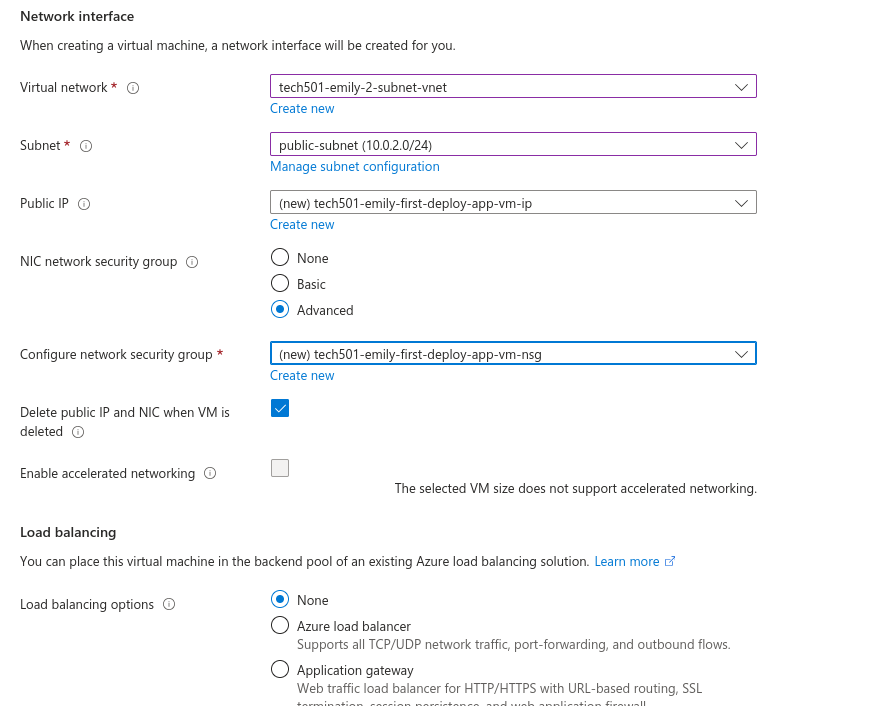 Network interface
When creating a virtual machine, a network interface will be created for you.
Virtual network *
tech501-emily-2-subnet-vnet
Create new
Subnet *
public-subnet (10.0.2.0/24)
Manage subnet configuration
Public IP
(new) tech501-emily-first-deploy-app-vm-ip
Create new
NIC network security group
None
Basic
Advanced
Configure network security group *
(new) tech501-emily-first-deploy-app-vm-nsg
Create new
Delete public IP and NIC when VM is
deleted
Enable accelerated networking
The selected VM size does not support accelerated networking.
Load balancing
You can place this virtual machine in the backend pool of an existing Azure load balancing solution. Learn more
Load balancing options
None
Azure load balancer
Supports all TCP/UDP network traffic, port-forwarding, and outbound flows.
Application gateway
Web traffic load balancer for HTTP/HTTPS with URL-based routing, SSL
termination, session persistence, and web application firewall.